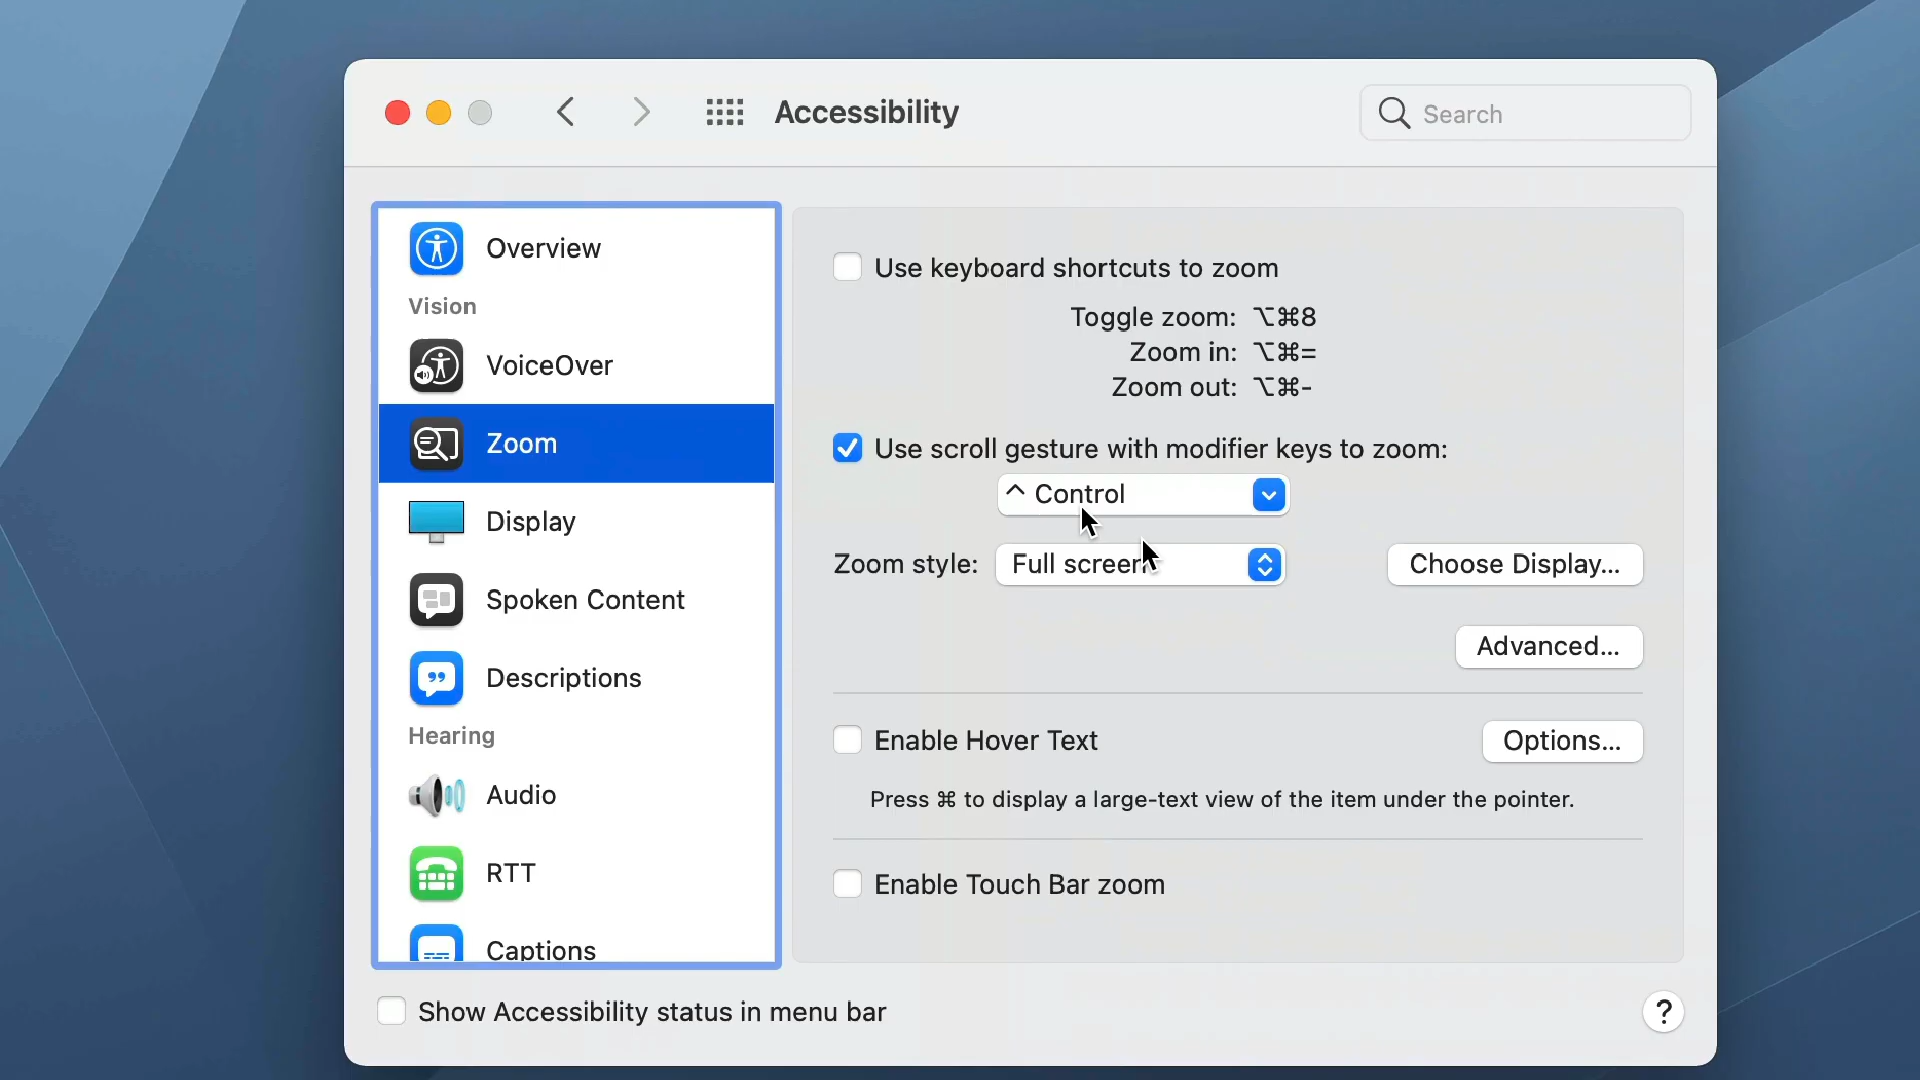 Accessibility
Search
Overview
Vision
VoiceOver
Zoom
Display
Spoken Content
Descriptions
Hearing
Audio
RTT
Captions
Use keyboard shortcuts to zoom
Toggle zoom: ⌥⌘8
Zoom in: ⌥⌘=
Zoom out: ⌥⌘-
Use scroll gesture with modifier keys to zoom:
^ Control
Zoom style: Full screen Choose Display...
Advanced...
Enable Hover Text Options...
Press ⌘ to display a large-text view of the item under the pointer.
Enable Touch Bar zoom
Show Accessibility status in menu bar ?